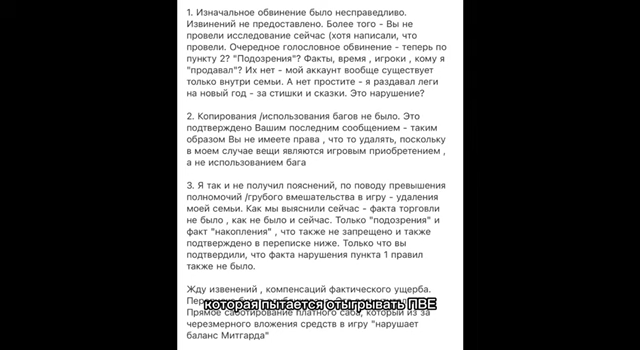 1. Изначальное обвинение было несправедливо.
Извинений не предоставлено. Более того - Вы не
провели исследование сейчас (хотя написали, что
провели. Очередное голословное обвинение - теперь по
пункту 2? "Подозрения"? Факты, время , игроки , кому я
"продавал"? Их нет - мой аккаунт вообще существует
только внутри семьи. А нет простите - я раздавал леги
на новый год - за стишки и сказки. Это нарушение?
2. Копирования /использования багов не было. Это
подтверждено Вашим последним сообщением - таким
образом Вы не имеете права , что то удалять, поскольку
в моем случае вещи являются игровым приобретением ,
а не использованием бага
3. Я так и не получил пояснений, по поводу превышения
полномочий /грубого вмешательства в игру - удаления
моей семьи. Как мы выяснили сейчас - факта торговли
не было , как не было и сейчас. Только "подозрения" и
факт "накопления" , что также не запрещено и также
подтверждено в переписке ниже. Только что вы
подтвердили, что факта нарушения пункта 1 правил
также не было.
Жду извенений , компенсаций фактического ущерба.
которая пытается отыгрывать ПВЕ
Прямое саботирование платного саба, который из за
черезмерного вложения средств в игру "нарушает
баланс Митгарда"